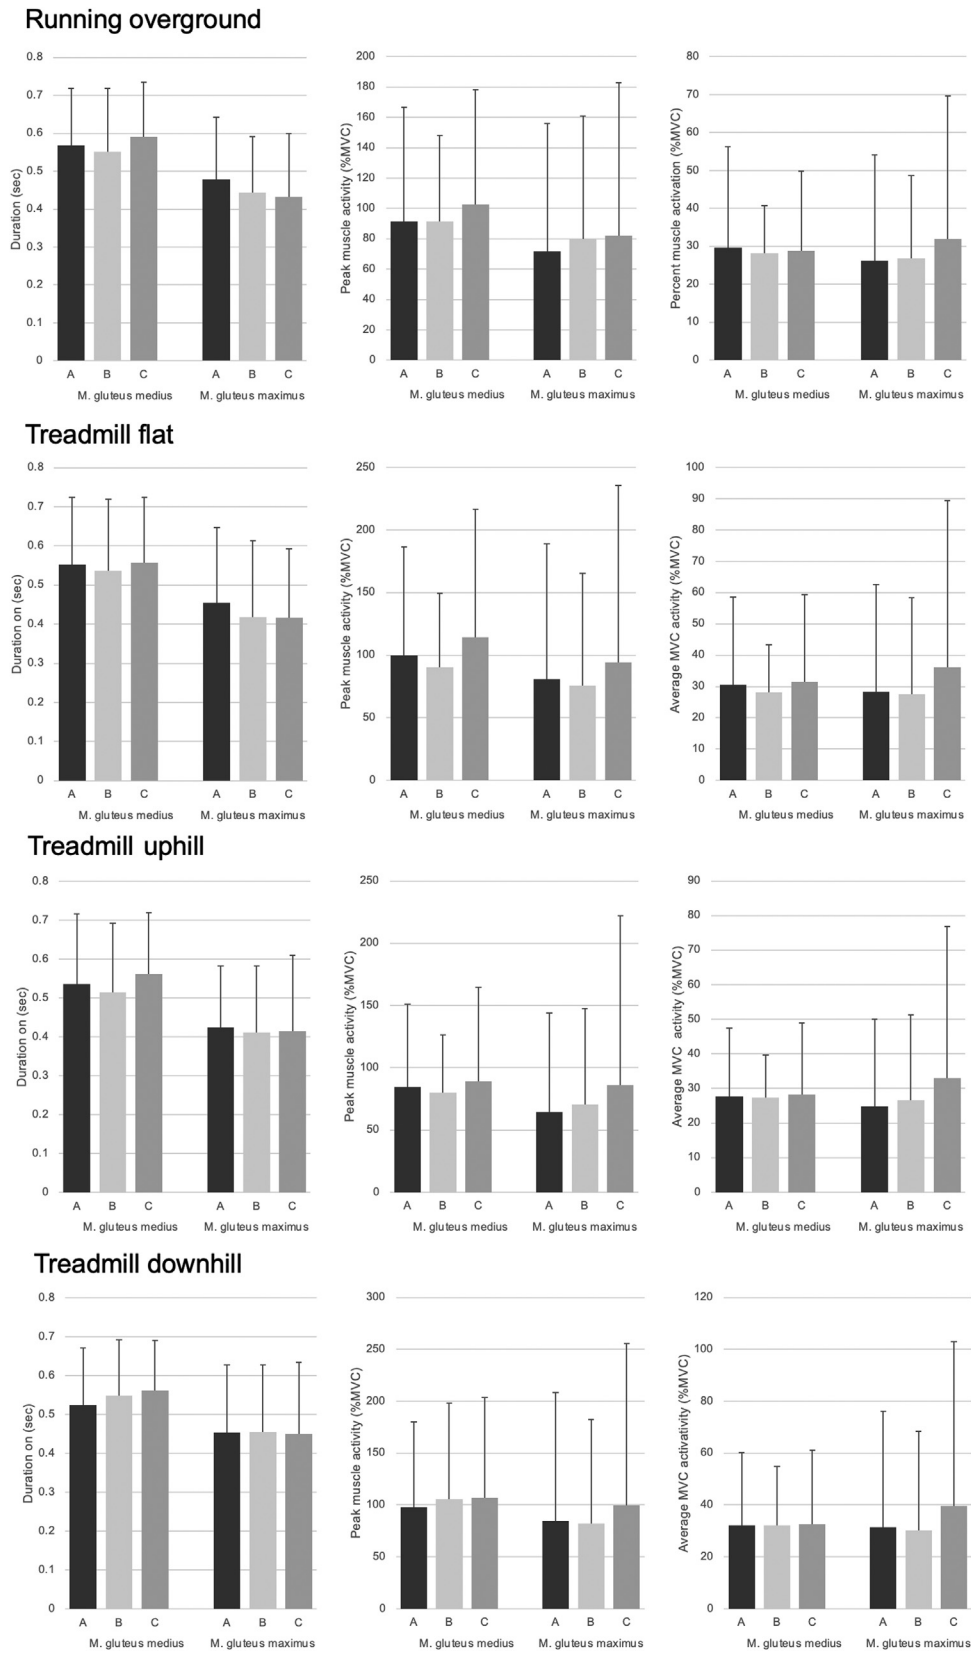 Running overground
0.8
0.7
0.6
0.5
0.4
0.3
0.2
0.1
0
Duration (sec)
A B C A B C
M. gluteus medius M. gluteus maximus
200
180
160
140
120
100
80
60
40
20
0
Peak muscle activity (%MVC)
A B C A B C
M. gluteus medius M. gluteus maximus
80
70
60
50
40
30
20
10
0
Percent muscle activation (%MVC)
A B C A B C
M. gluteus medius M. gluteus maximus
Treadmill flat
0.8
0.7
0.6
0.5
0.4
0.3
0.2
0.1
0
Duration on (sec)
A B C A B C
M. gluteus medius M. gluteus maximus
250
200
150
100
50
0
Peak muscle activity (%MVC)
A B C A B C
M. gluteus medius M. gluteus maximus
100
90
80
70
60
50
40
30
20
10
0
Average MVC activity (%MVC)
A B C A B C
M. gluteus medius M. gluteus maximus
Treadmill uphill
0.8
0.7
0.6
0.5
0.4
0.3
0.2
0.1
0
Duration on (sec)
A B C A B C
M. gluteus medius M. gluteus maximus
250
200
150
100
50
0
Peak muscle activity (%MVC)
A B C A B C
M. gluteus medius M. gluteus maximus
90
80
70
60
50
40
30
20
10
0
Average MVC activity (%MVC)
A B C A B C
M. gluteus medius M. gluteus maximus
Treadmill downhill
0.8
0.7
0.6
0.5
0.4
0.3
0.2
0.1
0
Duration on (sec)
A B C A B C
M. gluteus medius M. gluteus maximus
300
250
200
150
100
50
0
Peak muscle activity (%MVC)
A B C A B C
M. gluteus medius M. gluteus maximus
120
100
80
60
40
20
0
Average MVC activativity (%MVC)
A B C A B C
M. gluteus medius M. gluteus maximus